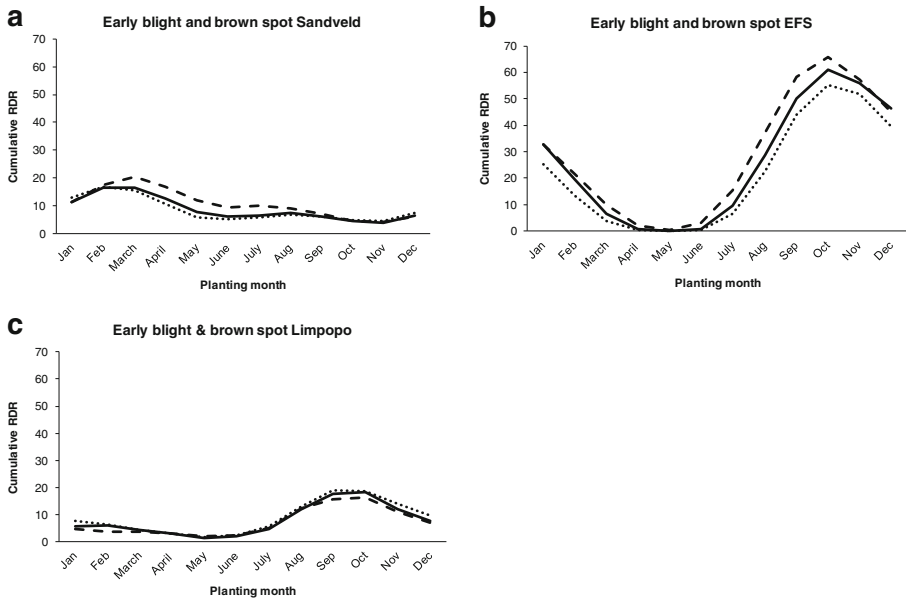 a
Early blight and brown spot Sandveld
Cumulative RDR
70
60
50
40
30
20
10
0
Jan Feb March April May June July Aug Sep Oct Nov Dec
Planting month
b
Early blight and brown spot EFS
Cumulative RDR
70
60
50
40
30
20
10
0
Jan Feb March April May June July Aug Sep Oct Nov Dec
Planting month
c
Early blight & brown spot Limpopo
Cumulative RDR
70
60
50
40
30
20
10
0
Jan Feb March April May June July Aug Sep Oct Nov Dec
Planting month